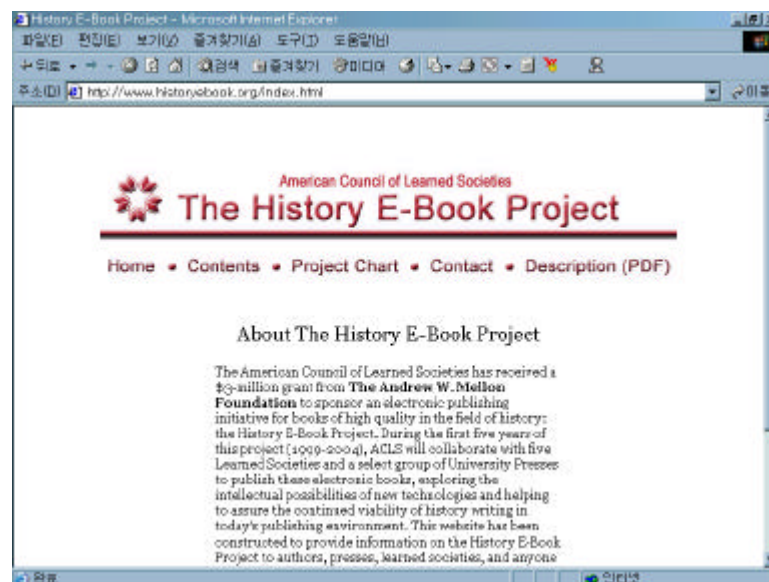 History E-Book Project - Microsoft Internet Explorer
파일(F) 편집(E) 보기(V) 즐겨찾기(A) 도구(T) 도움말(H)
뒤로 검색 즐겨찾기 미디어
주소(D) http://www.historyebook.org/index.html 이동
American Council of Learned Societies
The History E-Book Project
Home • Contents • Project Chart • Contact • Description (PDF)
About The History E-Book Project
The American Council of Learned Societies has received a
$3-million grant from The Andrew W. Mellon
Foundation to sponsor an electronic publishing
initiative for books of high quality in the field of history:
the History E-Book Project. During the first five years of
this project (1999-2004), ACLS will collaborate with five
Learned Societies and a select group of University Presses
to publish these electronic books, exploring the
intellectual possibilities of new technologies and helping
to assure the continued viability of history writing in
today's publishing environment. This website has been
constructed to provide information on the History E-Book
Project to authors, presses, learned societies, and anyone
완료 인터넷